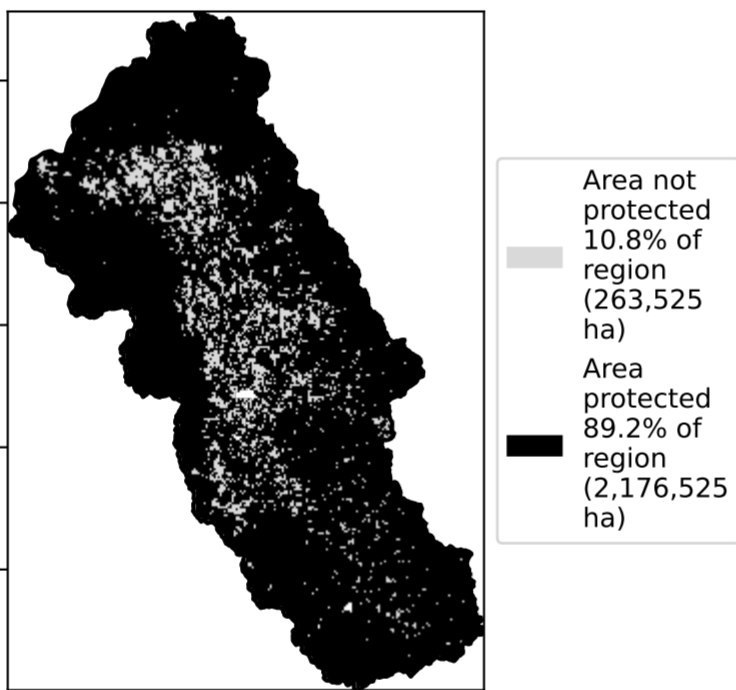 Area not
protected
10.8% of
region
(263,525
ha)
Area
protected
89.2% of
region
(2,176,525
ha)